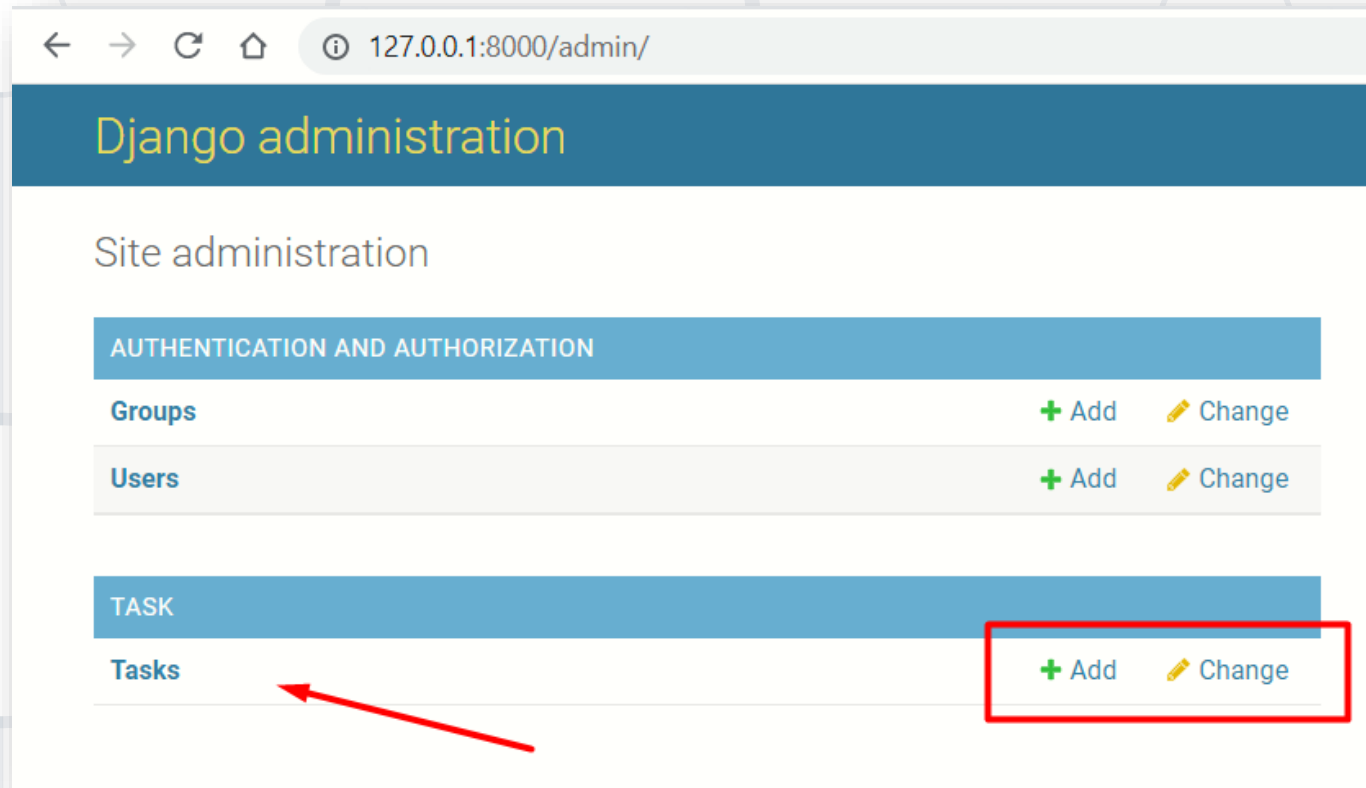 127.0.0.1:8000/admin/
Django administration
Site administration
AUTHENTICATION AND AUTHORIZATION
Groups Add Change
Users Add Change
TASK
Tasks Add Change